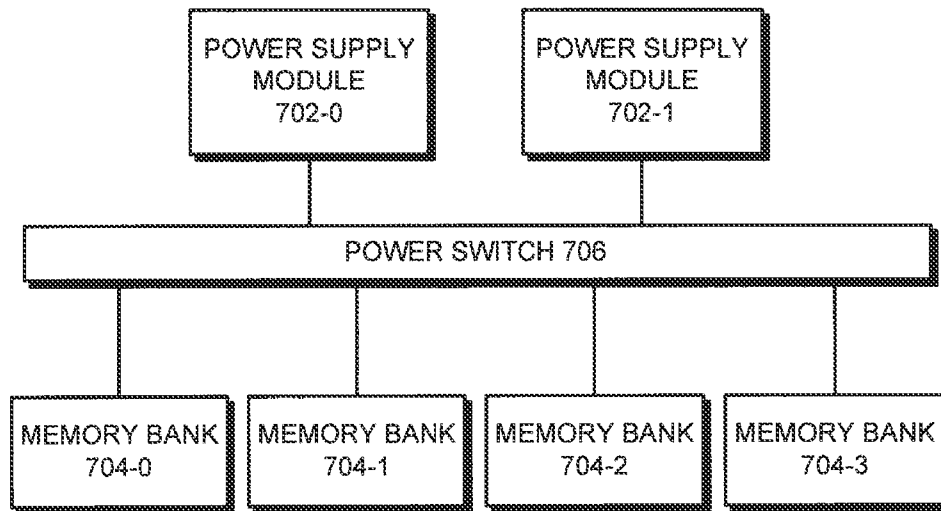 POWER SUPPLY
MODULE
702-0
POWER SUPPLY
MODULE
702-1
POWER SWITCH 706
MEMORY BANK
704-0
MEMORY BANK
704-1
MEMORY BANK
704-2
MEMORY BANK
704-3